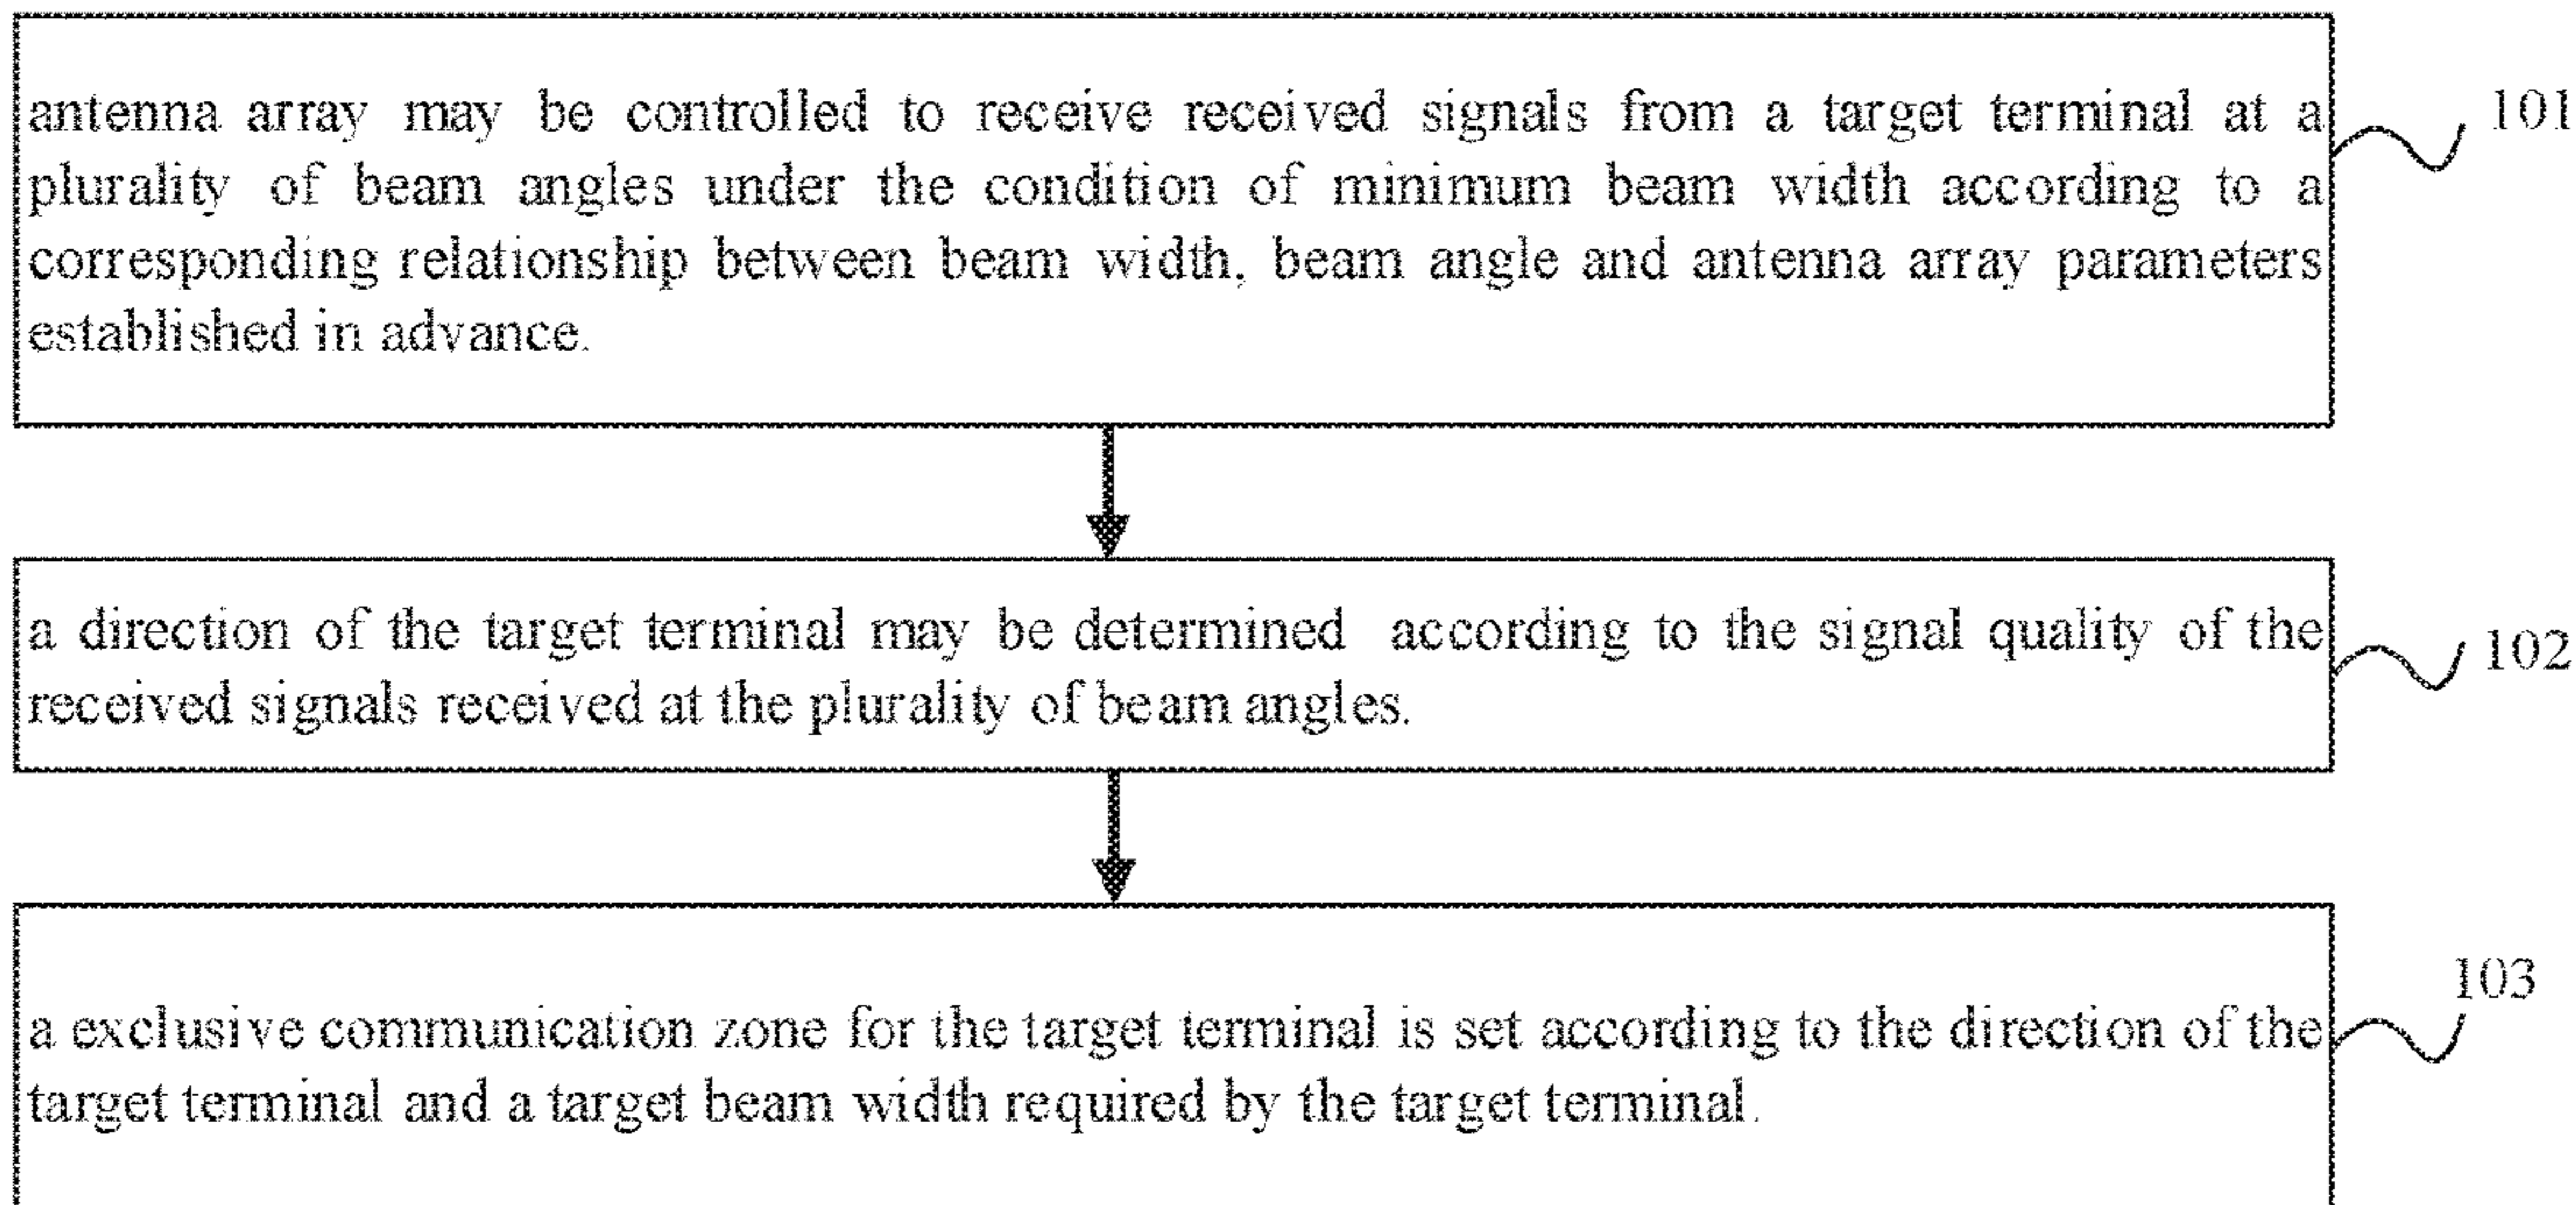 antenna array may be controlled to receive received signals from a target terminal at a
101
plurality of beam angles under the condition of minimum beam width according to a
corresponding relationship between beam width, beam angle and antenna array parameters
established in advance.
a direction of the target terminal may be determined according to the signal quality of the
102
received signals received at the plurality of beam angles.
103
a exclusive communication zone for the target terminal is set according to the direction of the
target terminal and a target beam width required by the target terminal.